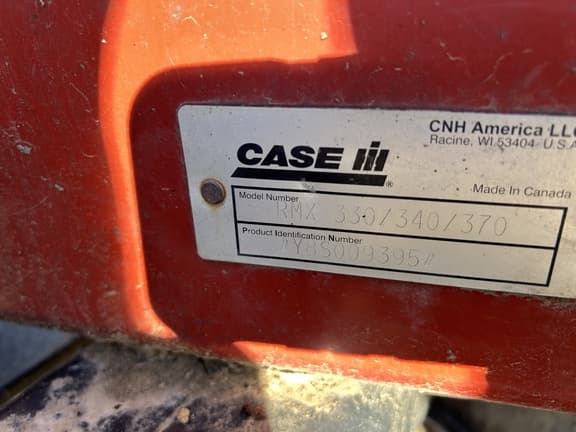 CNH America LLC
Racine, WI 53404 U.S.A
CASE IH
®
Made In Canada
Model Number
RMX 330/340/370
Product Identification Number
#Y8S009395#